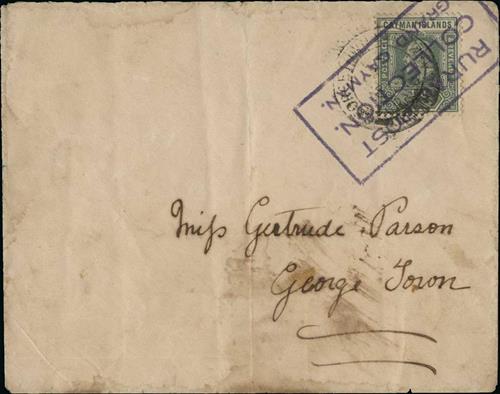 CAYMAN ISLANDS
RURAL POST
COLLECTION.
GRAND CAYMAN.
Miss Gertrude Parson
George Town